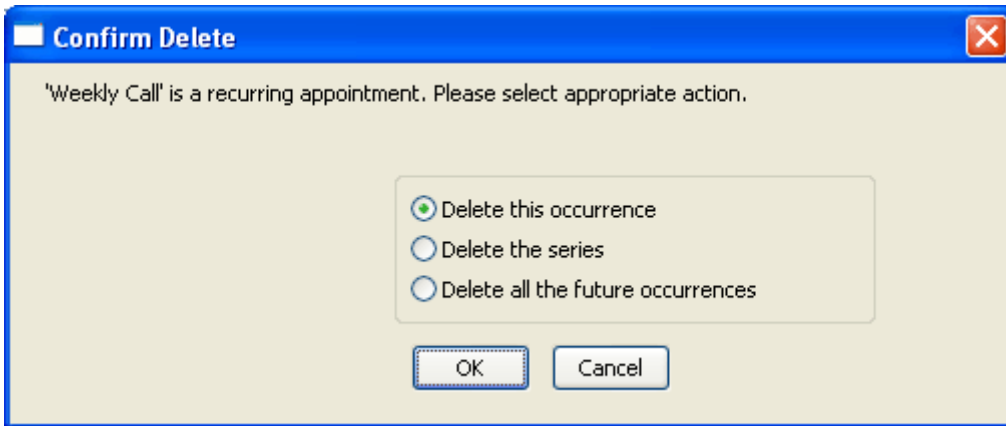 Confirm Delete
'Weekly Call' is a recurring appointment. Please select appropriate action.
Delete this occurrence
Delete the series
Delete all the future occurrences
OK Cancel